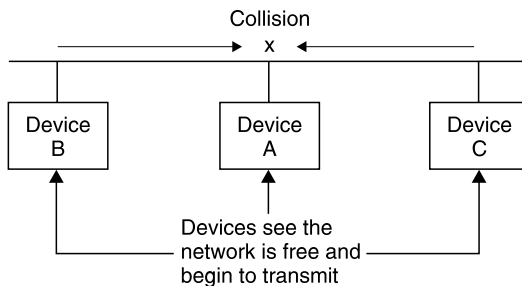 Collision
x
Device
B
Device
A
Device
C
Devices see the
network is free and
begin to transmit